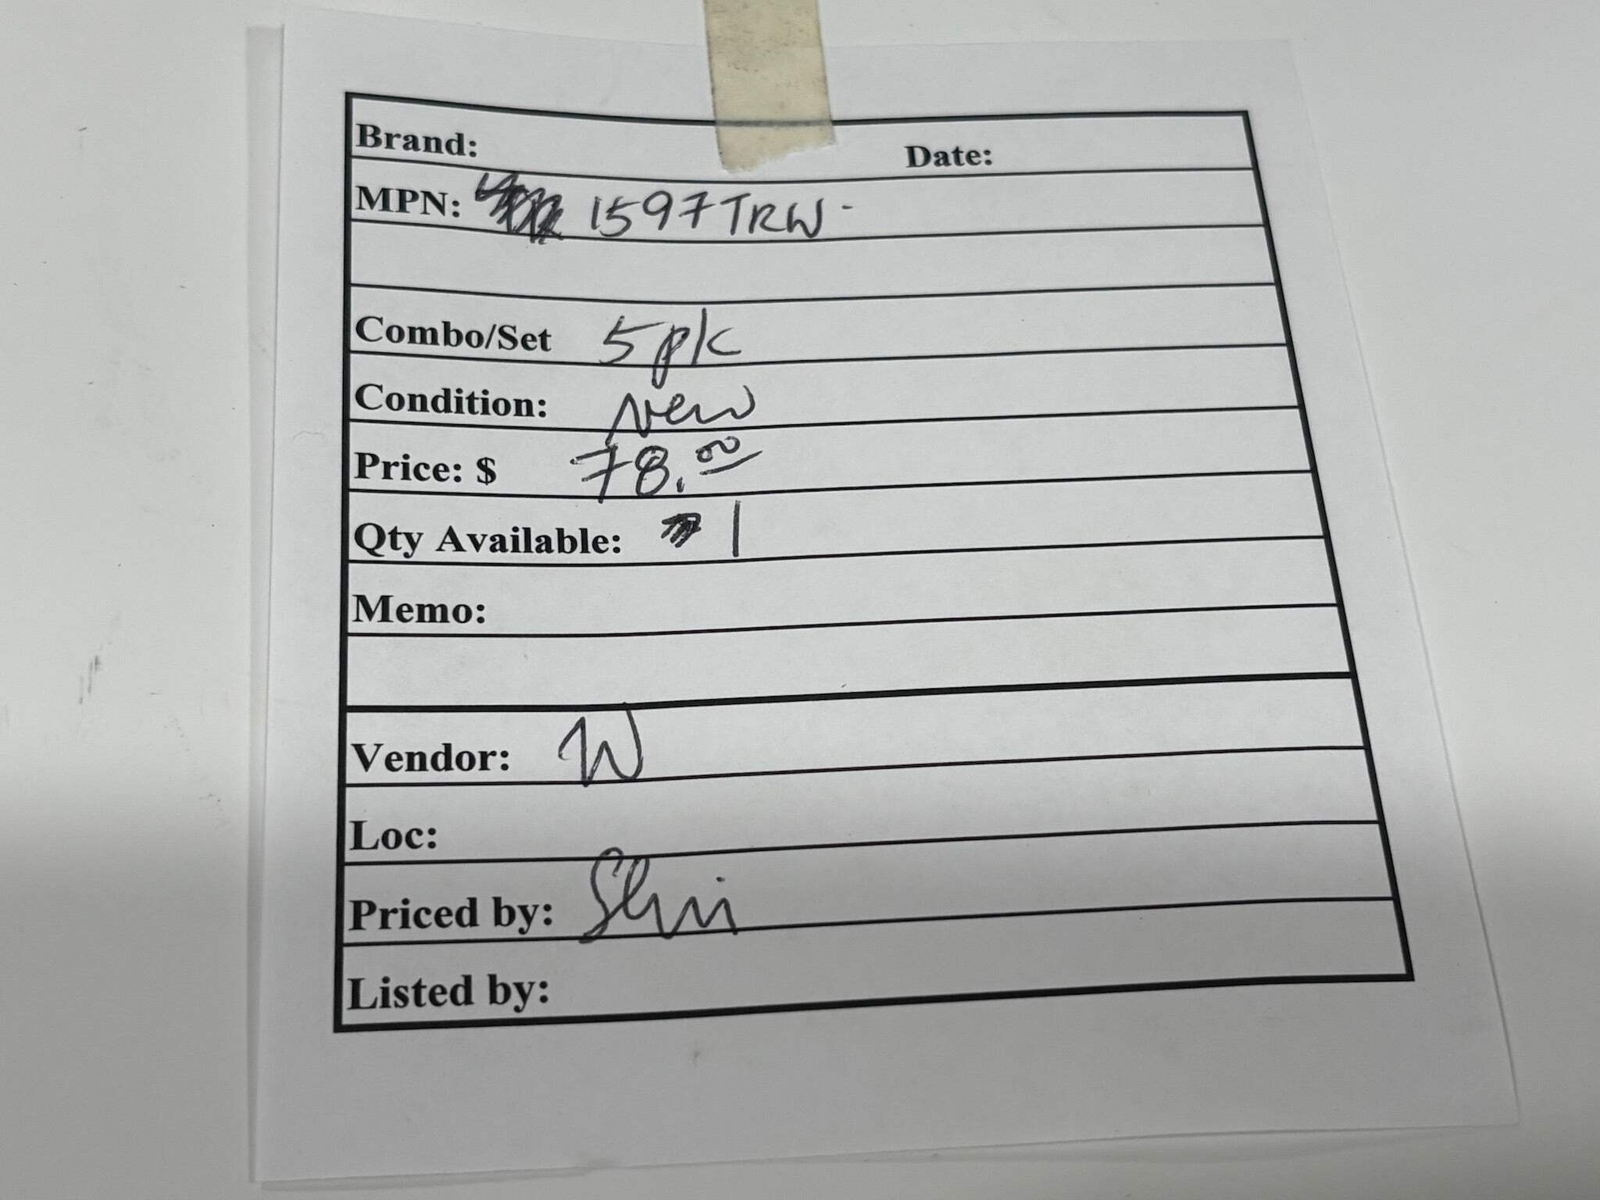 Brand: Date:
MPN: 1597TRW-
Combo/Set 5pk
Condition: New
Price: $ 78.00
Qty Available: 1
Memo:
Vendor: W
Loc:
Priced by:
Listed by: